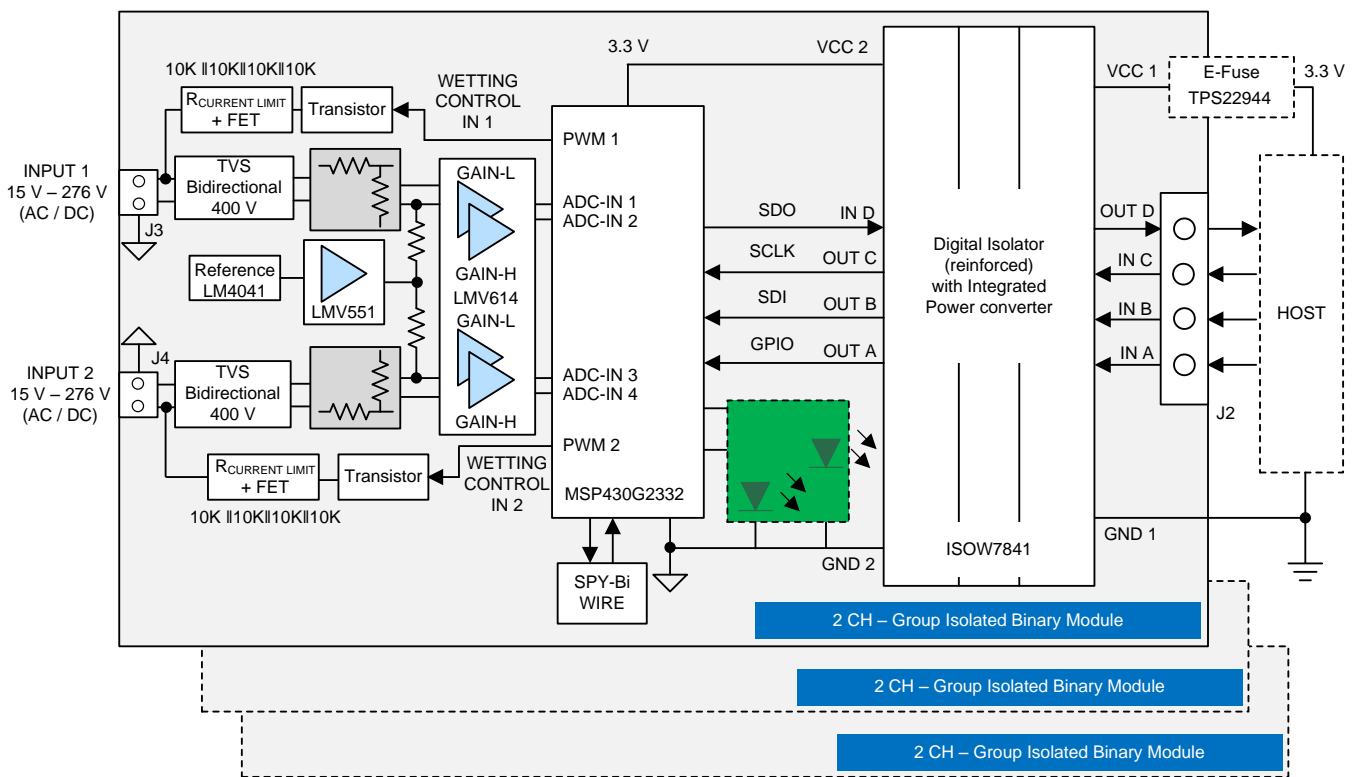 3.3 V
VCC 2
VCC 1
E-Fuse
TPS22944
3.3 V
10K ǁ10Kǁ10Kǁ10K
RCURRENT LIMIT
+ FET
Transistor
WETTING
CONTROL
IN 1
PWM 1
INPUT 1
15 V – 276 V
(AC / DC)
J3
TVS
Bidirectional
400 V
GAIN-L
GAIN-H
ADC-IN 1
ADC-IN 2
Reference
LM4041
LMV551
LMV614
GAIN-L
GAIN-H
SDO
IN D
SCLK
OUT C
SDI
OUT B
GPIO
OUT A
Digital Isolator
(reinforced)
with Integrated
Power converter
OUT D
IN C
IN B
IN A
J2
HOST
INPUT 2
15 V – 276 V
(AC / DC)
J4
TVS
Bidirectional
400 V
ADC-IN 3
ADC-IN 4
PWM 2
RCURRENT LIMIT
+ FET
Transistor
10K ǁ10Kǁ10Kǁ10K
WETTING
CONTROL
IN 2
MSP430G2332
SPY-Bi
WIRE
GND 2
ISOW7841
GND 1
2 CH – Group Isolated Binary Module
2 CH – Group Isolated Binary Module
2 CH – Group Isolated Binary Module